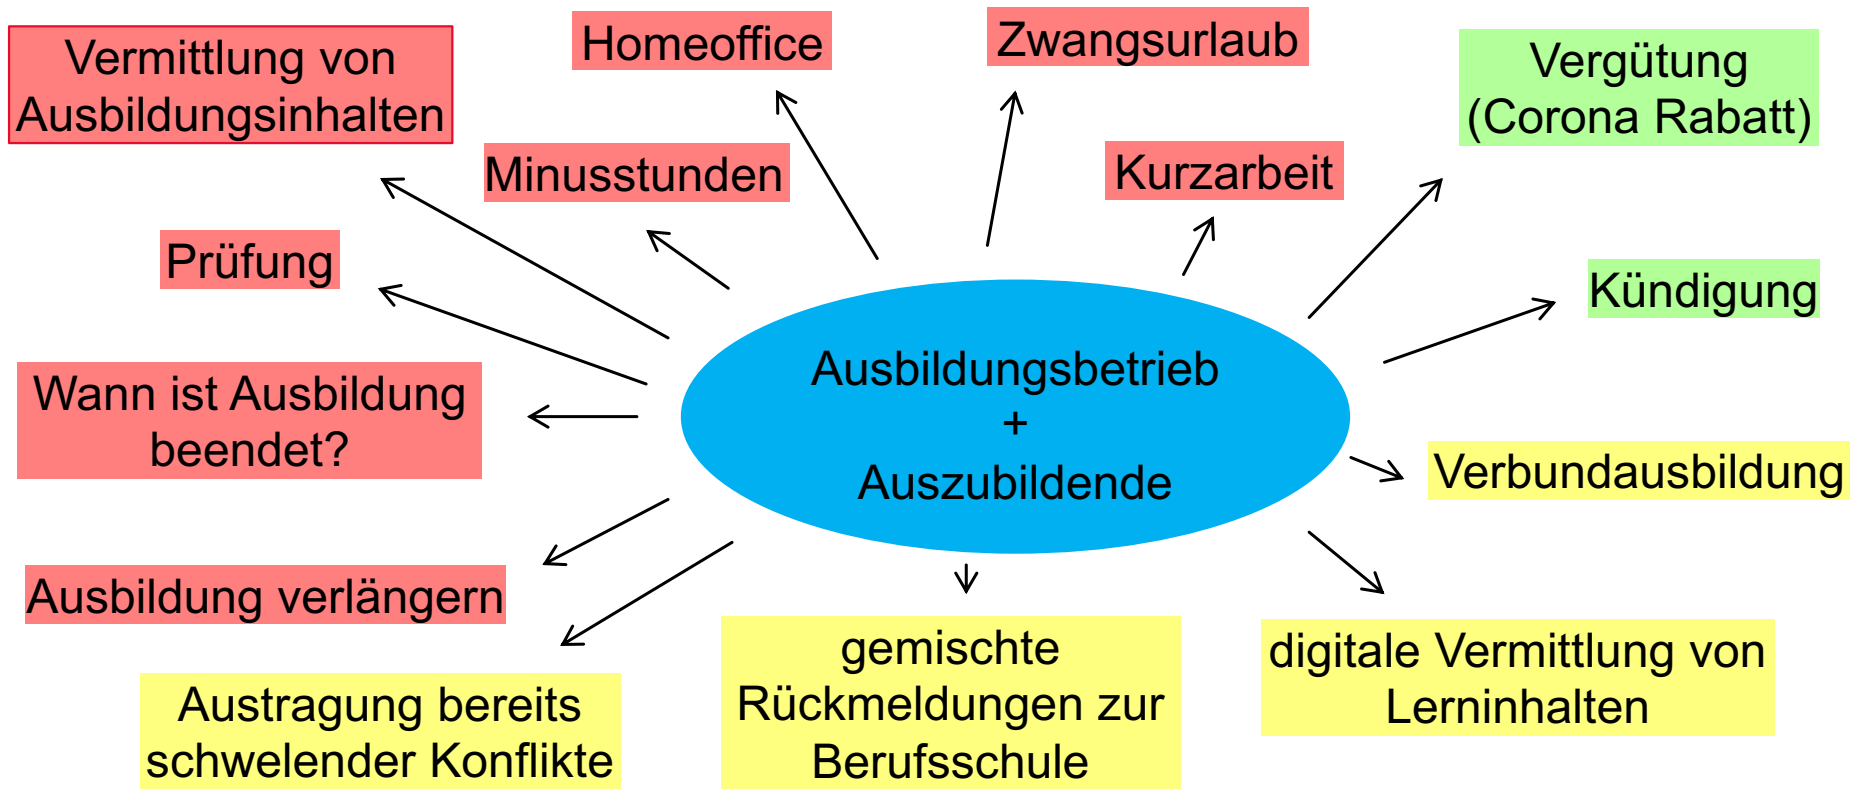 Vermittlung von
Ausbildungsinhalten
Homeoffice
Zwangsurlaub
Vergütung
(Corona Rabatt)
Minusstunden
Kurzarbeit
Prüfung
Kündigung
Wann ist Ausbildung
beendet?
Ausbildungsbetrieb
+
Auszubildende
Verbundausbildung
Ausbildung verlängern
Austragung bereits
schwelender Konflikte
gemischte
Rückmeldungen zur
Berufsschule
digitale Vermittlung von
Lerninhalten